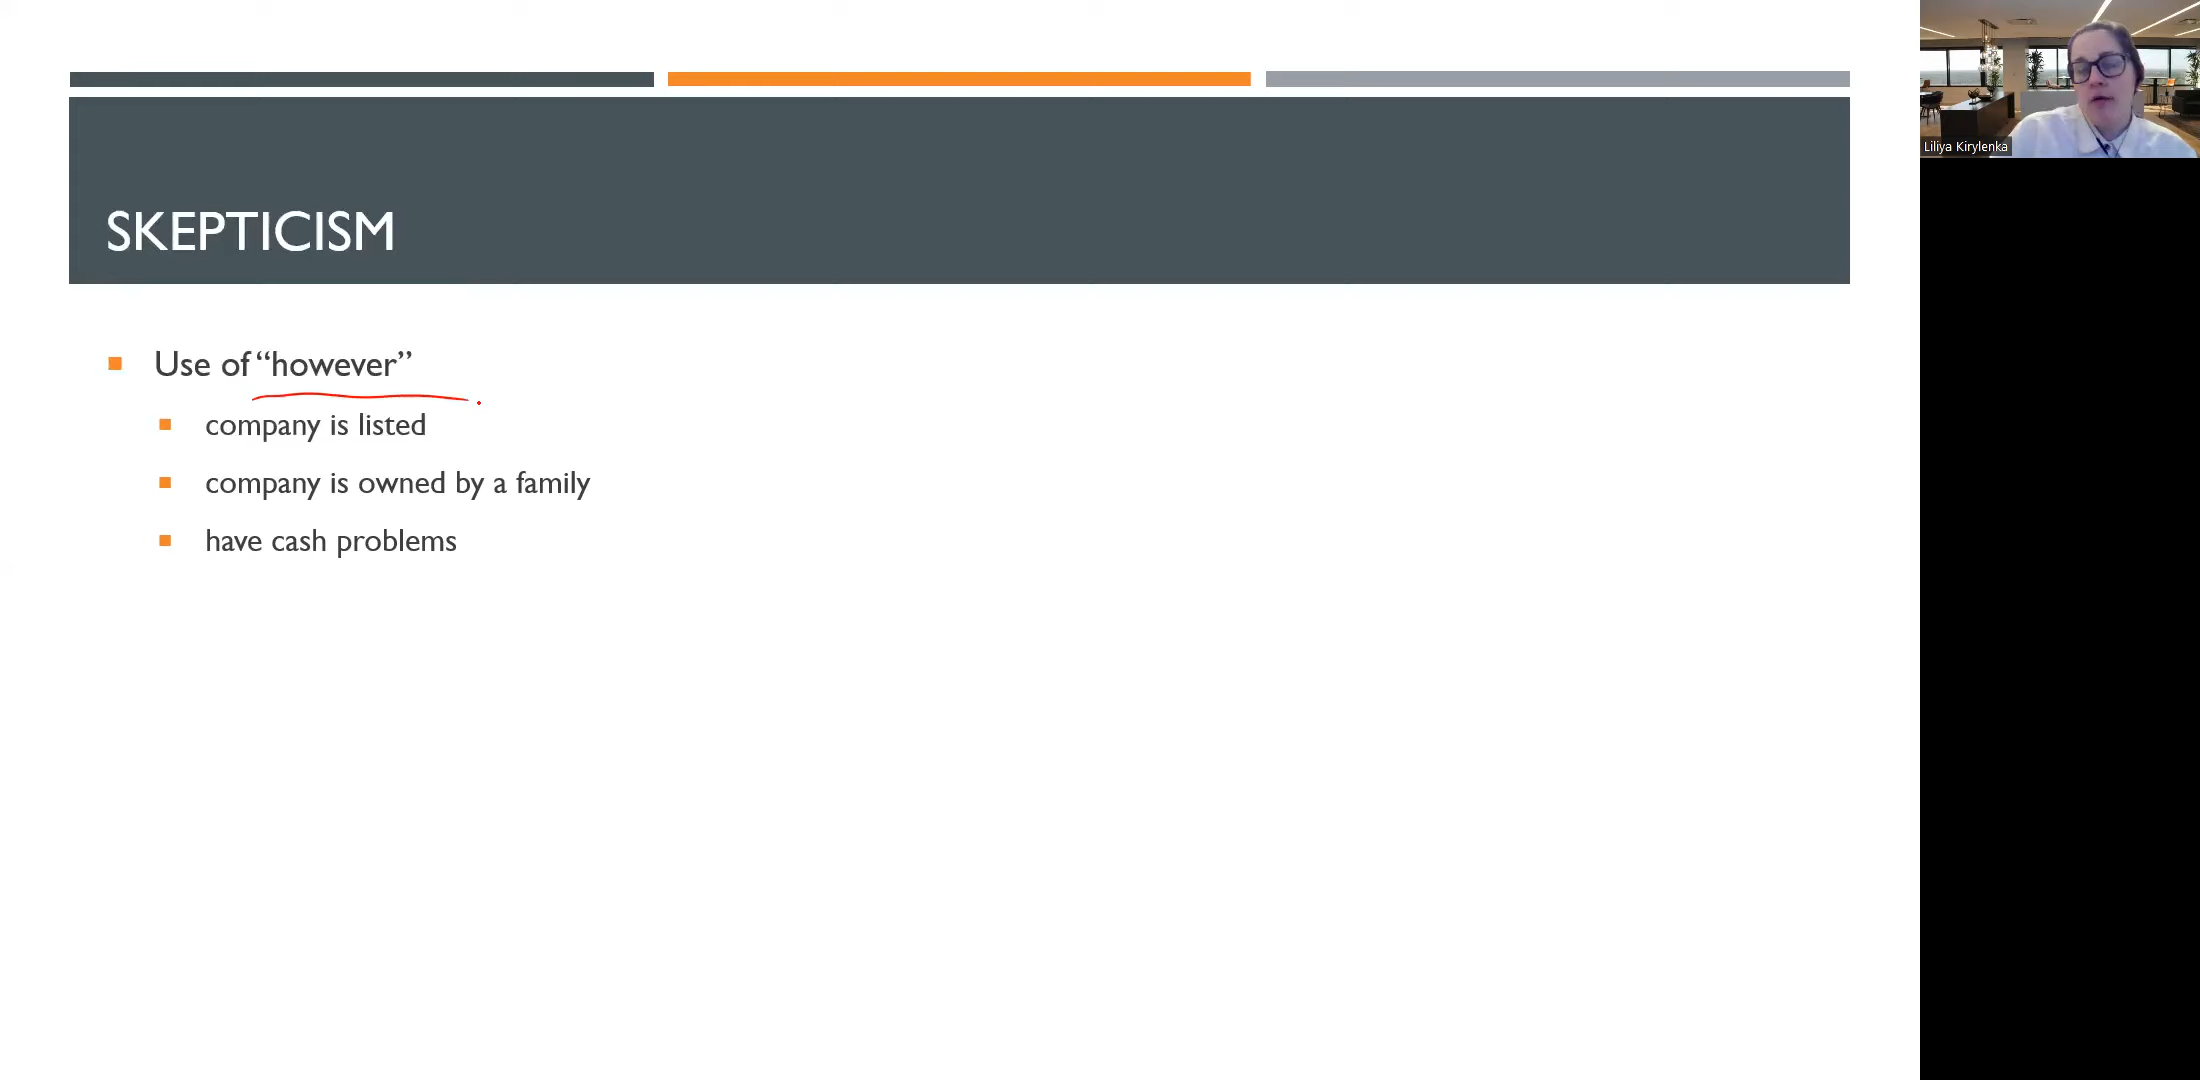 SKEPTICISM
Use of “however”
company is listed
company is owned by a family
have cash problems
Liliya Kirylenka